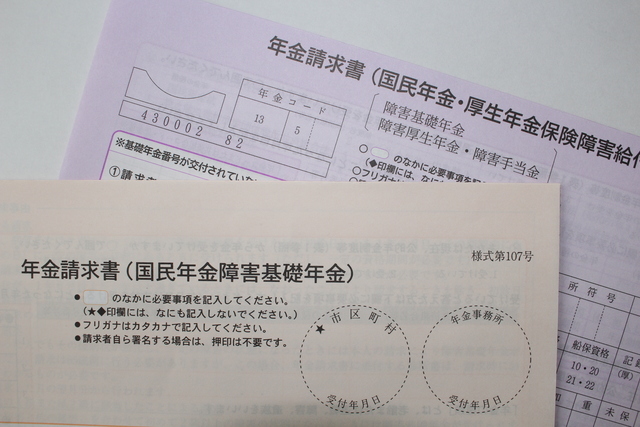 年金請求書(国民年金・厚生年金保険障害給付
障害基礎年金
障害厚生年金・障害手当金
年金コード
13 5
430002 82
○ のなかに必要事項を記入
(◆印欄には、なに
○フリガナは
※基礎年金番号が交付されていな
①請求
年金請求書(国民年金障害基礎年金)
様式第107号
● のなかに必要事項を記入してください。
(★◆印欄には、なにも記入しないでください。)
●フリガナはカタカナで記入してください。
●請求者自ら署名する場合は、押印は不要です。
★市区町村
受付年月日
年金事務所
受付年月日
所符号
船保資格 記録
10・20 (厚)
21・22
重 未 保